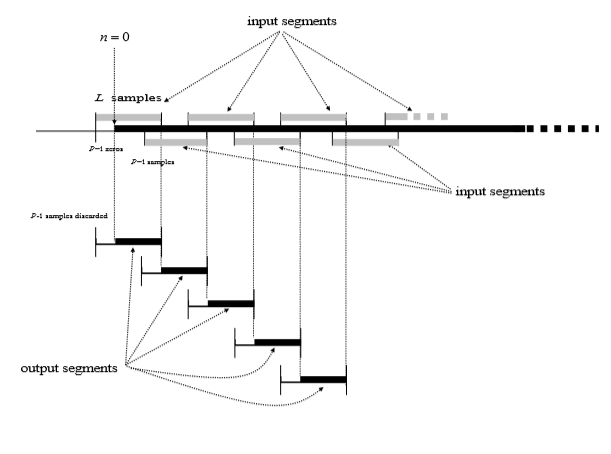 input segments
n = 0
L samples
P−1 zeros
P−1 samples
input segments
P-1 samples discarded
output segments